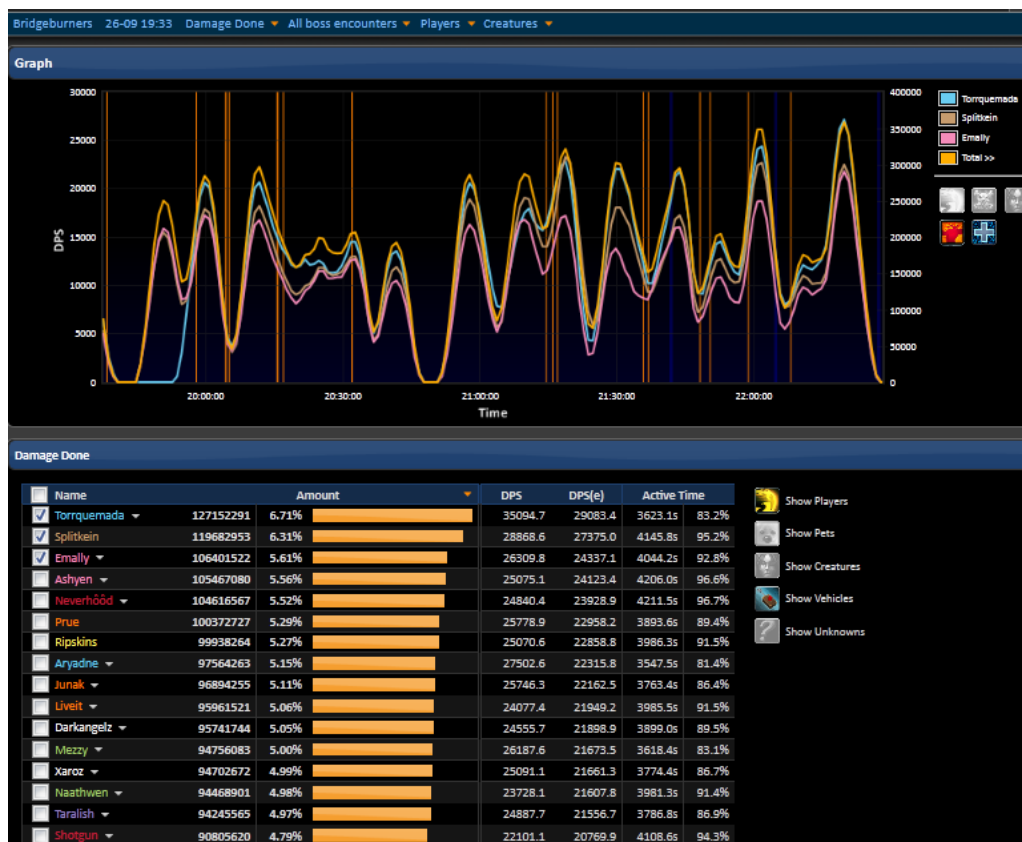 Bridgeburners 26-09 19:33 Damage Done All boss encounters Players Creatures
Graph
30000 400000
25000 350000
20000 300000
15000 250000
10000 200000
5000 150000
0 100000
50000
0
DPS
20:00:00 20:30:00 21:00:00 21:30:00 22:00:00
Time
Torrquemada
Splitkein
Emally
Total >>
Damage Done
Name Amount DPS DPS(e) Active Time
Torrquemada 127152291 6.71% 35094.7 29083.4 3623.1s 83.2%
Splitkein 119682953 6.31% 28868.6 27375.0 4145.8s 95.2%
Emally 106401522 5.61% 26309.8 24337.1 4044.2s 92.8%
Ashyen 105467080 5.56% 25075.1 24123.4 4206.0s 96.6%
Neverhôôd 104616567 5.52% 24840.4 23928.9 4211.5s 96.7%
Prue 100372727 5.29% 25778.9 22958.2 3893.6s 89.4%
Ripskins 99938264 5.27% 25070.6 22858.8 3986.3s 91.5%
Aryadne 97564263 5.15% 27502.6 22315.8 3547.5s 81.4%
Junak 96894255 5.11% 25746.3 22162.5 3763.4s 86.4%
Liveit 95961521 5.06% 24077.4 21949.2 3985.5s 91.5%
Darkangelz 95741744 5.05% 24555.7 21898.9 3899.0s 89.5%
Mezzy 94756083 5.00% 26187.6 21673.5 3618.4s 83.1%
Xaroz 94702672 4.99% 25091.1 21661.3 3774.4s 86.7%
Naathwen 94468901 4.98% 23728.1 21607.8 3981.3s 91.4%
Taralish 94245565 4.97% 24887.7 21556.7 3786.8s 86.9%
Shotgun 90805620 4.79% 22101.1 20769.9 4108.6s 94.3%
Show Players
Show Pets
Show Creatures
Show Vehicles
Show Unknowns